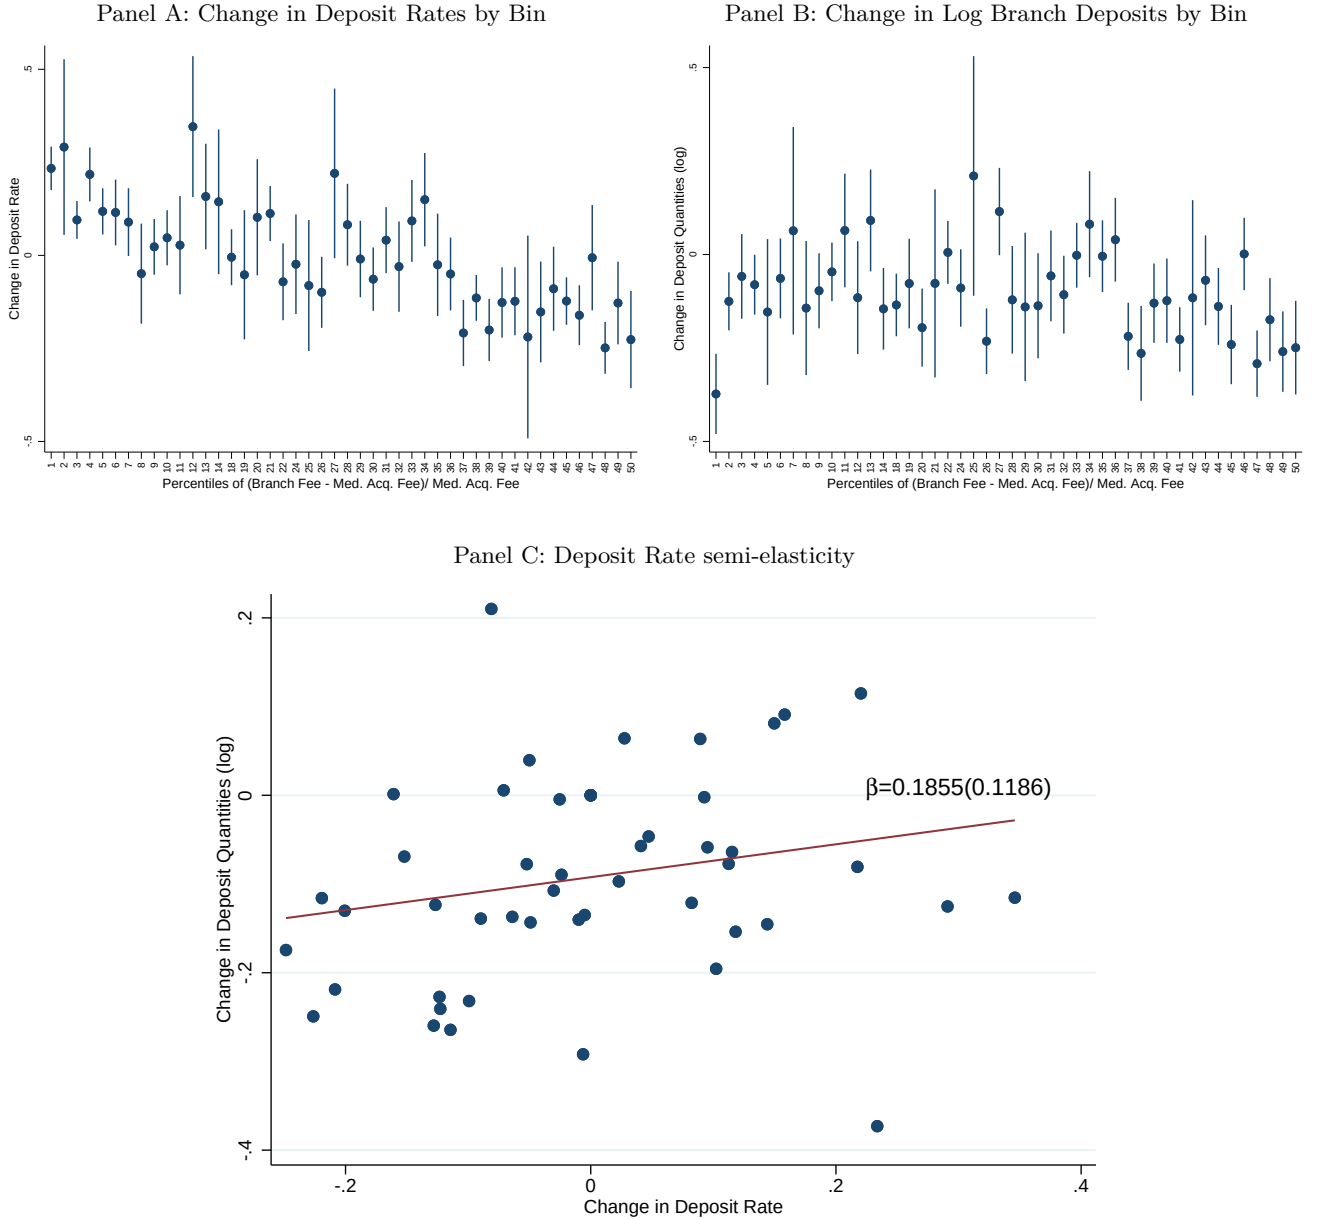 Panel A: Change in Deposit Rates by Bin
Change in Deposit Rate
.5
0
-.5
1 2 3 4 5 6 7 8 9 10 11 12 13 14 18 19 20 21 22 24 25 26 27 28 29 30 31 32 33 34 35 36 37 38 39 40 41 42 43 44 45 46 47 48 49 50
Percentiles of (Branch Fee - Med. Acq. Fee)/ Med. Acq. Fee
Panel B: Change in Log Branch Deposits by Bin
Change in Deposit Quantities (log)
.5
0
-.5
1 2 3 4 5 6 7 8 9 10 11 12 13 14 18 19 20 21 22 24 25 26 27 28 29 30 31 32 33 34 35 36 37 38 39 40 41 42 43 44 45 46 47 48 49 50
Percentiles of (Branch Fee - Med. Acq. Fee)/ Med. Acq. Fee
Panel C: Deposit Rate semi-elasticity
Change in Deposit Quantities (log)
.2
0
-.2
-.4
β=0.1855(0.1186)
-.2 0 .2 .4
Change in Deposit Rate